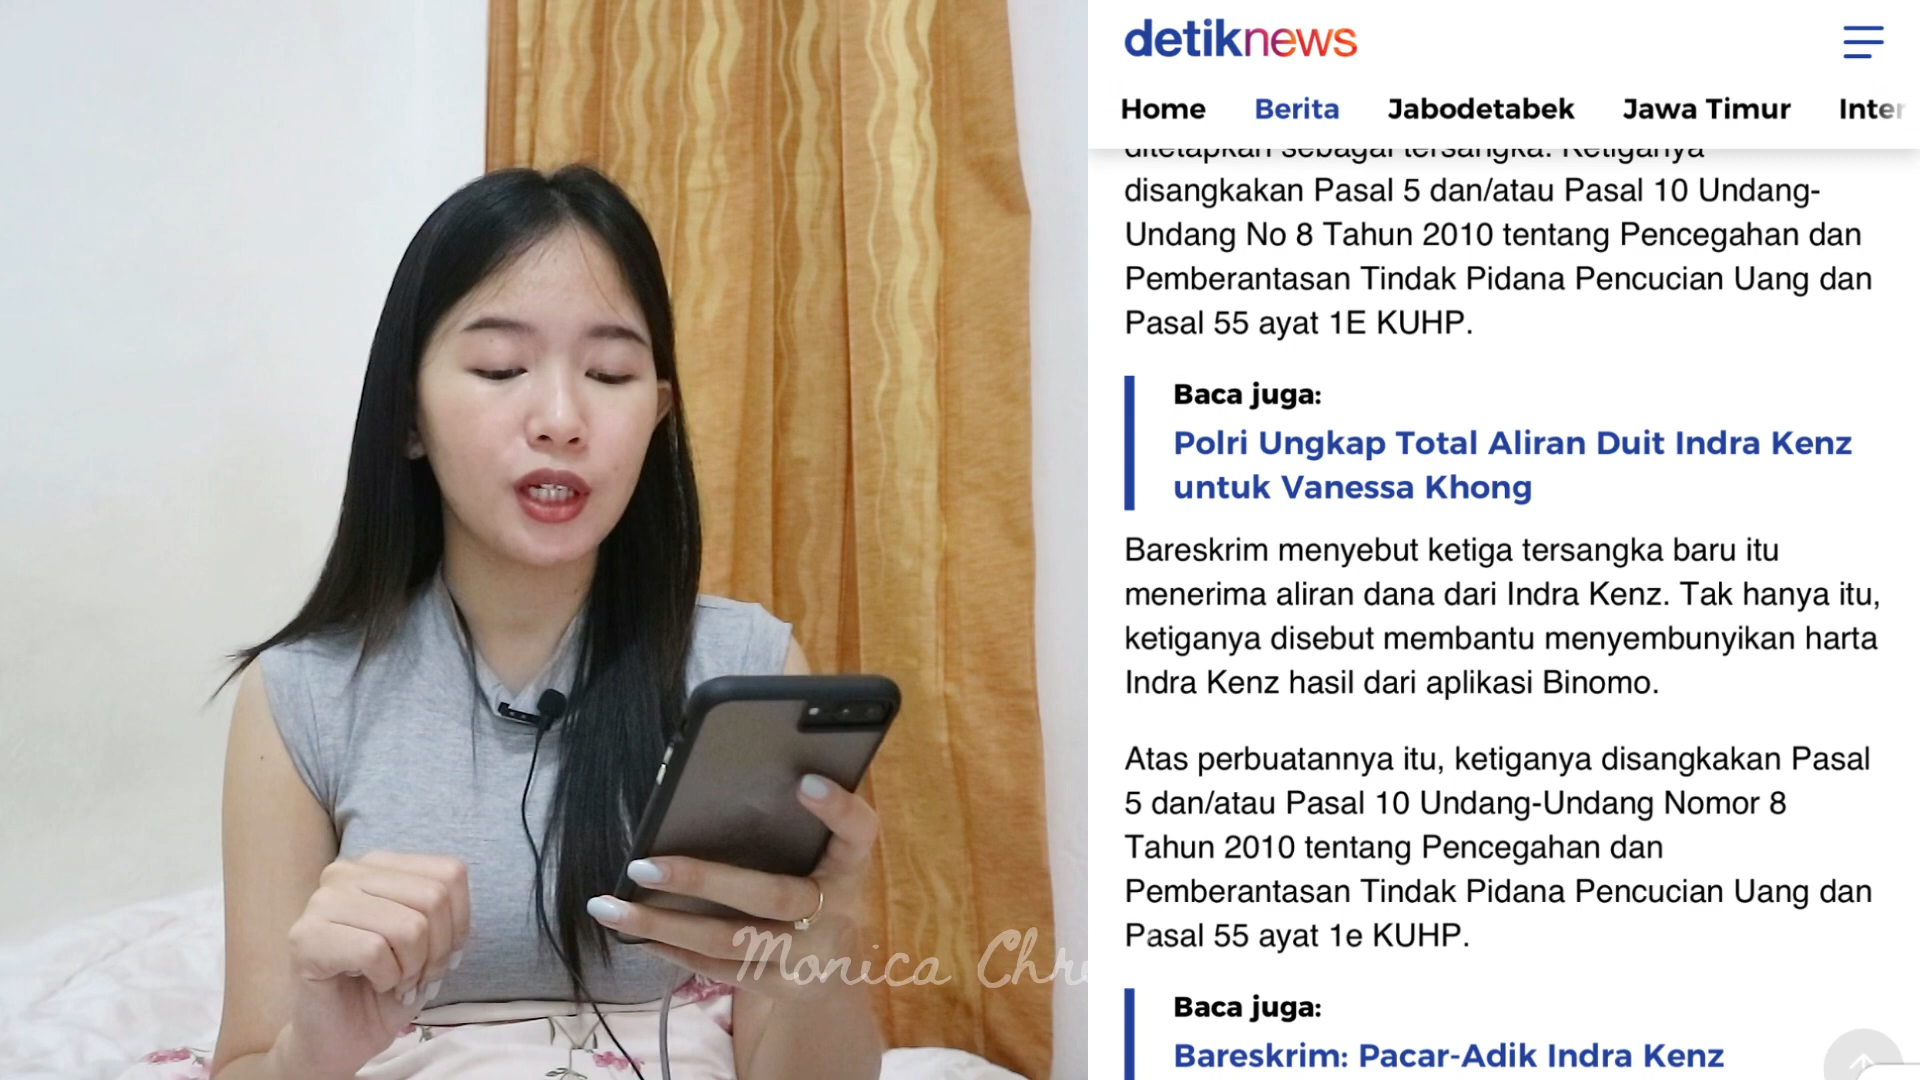 detiknews
Home Berita Jabodetabek Jawa Timur
ditetapkan sebagai tersangka. Ketiganya
disangkakan Pasal 5 dan/atau Pasal 10 Undang-
Undang No 8 Tahun 2010 tentang Pencegahan dan
Pemberantasan Tindak Pidana Pencucian Uang dan
Pasal 55 ayat 1E KUHP.
Baca juga:
Polri Ungkap Total Aliran Duit Indra Kenz
untuk Vanessa Khong
Bareskrim menyebut ketiga tersangka baru itu
menerima aliran dana dari Indra Kenz. Tak hanya itu,
ketiganya disebut membantu menyembunyikan harta
Indra Kenz hasil dari aplikasi Binomo.
Atas perbuatannya itu, ketiganya disangkakan Pasal
5 dan/atau Pasal 10 Undang-Undang Nomor 8
Tahun 2010 tentang Pencegahan dan
Pemberantasan Tindak Pidana Pencucian Uang dan
Pasal 55 ayat 1e KUHP.
Monica
Baca juga:
Bareskrim: Pacar-Adik Indra Kenz